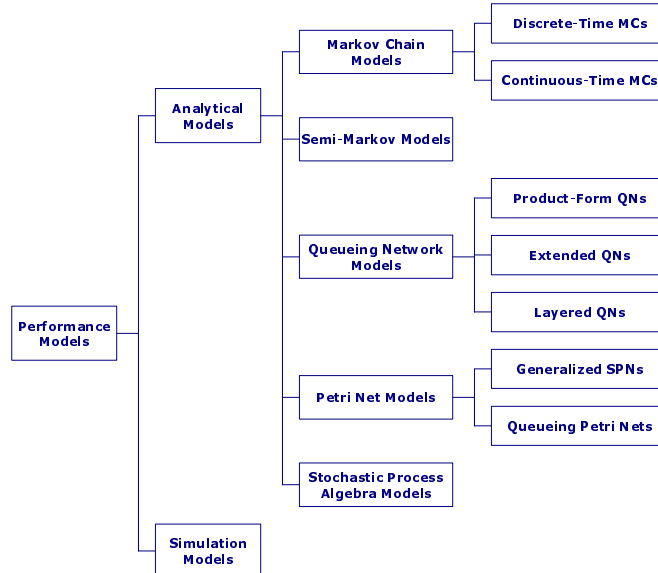 Performance
Models
Analytical
Models
Simulation
Models
Markov Chain
Models
Semi-Markov Models
Queueing Network
Models
Petri Net Models
Stochastic Process
Algebra Models
Discrete-Time MCs
Continuous-Time MCs
Product-Form QNs
Extended QNs
Layered QNs
Generalized SPNs
Queueing Petri Nets